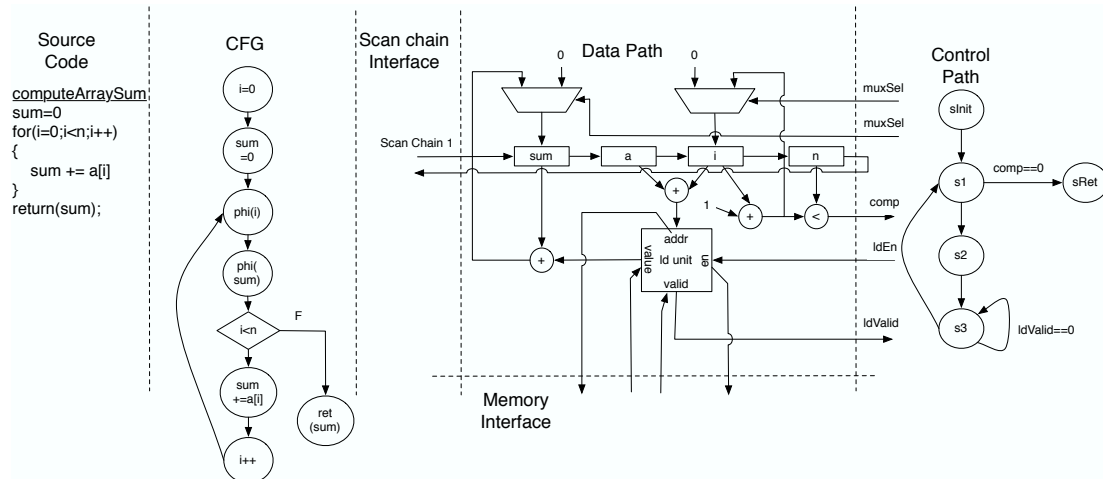 Source
Code
computeArraySum
sum=0
for(i=0;i<n;i++)
{
sum += a[i]
}
return(sum);
CFG
i=0
sum
=0
phi(i)
phi(
sum)
i<n
F
sum
+=a[i]
ret
(sum)
i++
Scan chain
Interface
Scan Chain 1
Data Path
0
0
sum
a
i
n
+
1
+
<
+
addr
value
ld unit
ue
valid
muxSel
muxSel
comp
ldEn
ldValid
Memory
Interface
Control
Path
sInit
s1
comp==0
sRet
s2
s3
ldValid==0